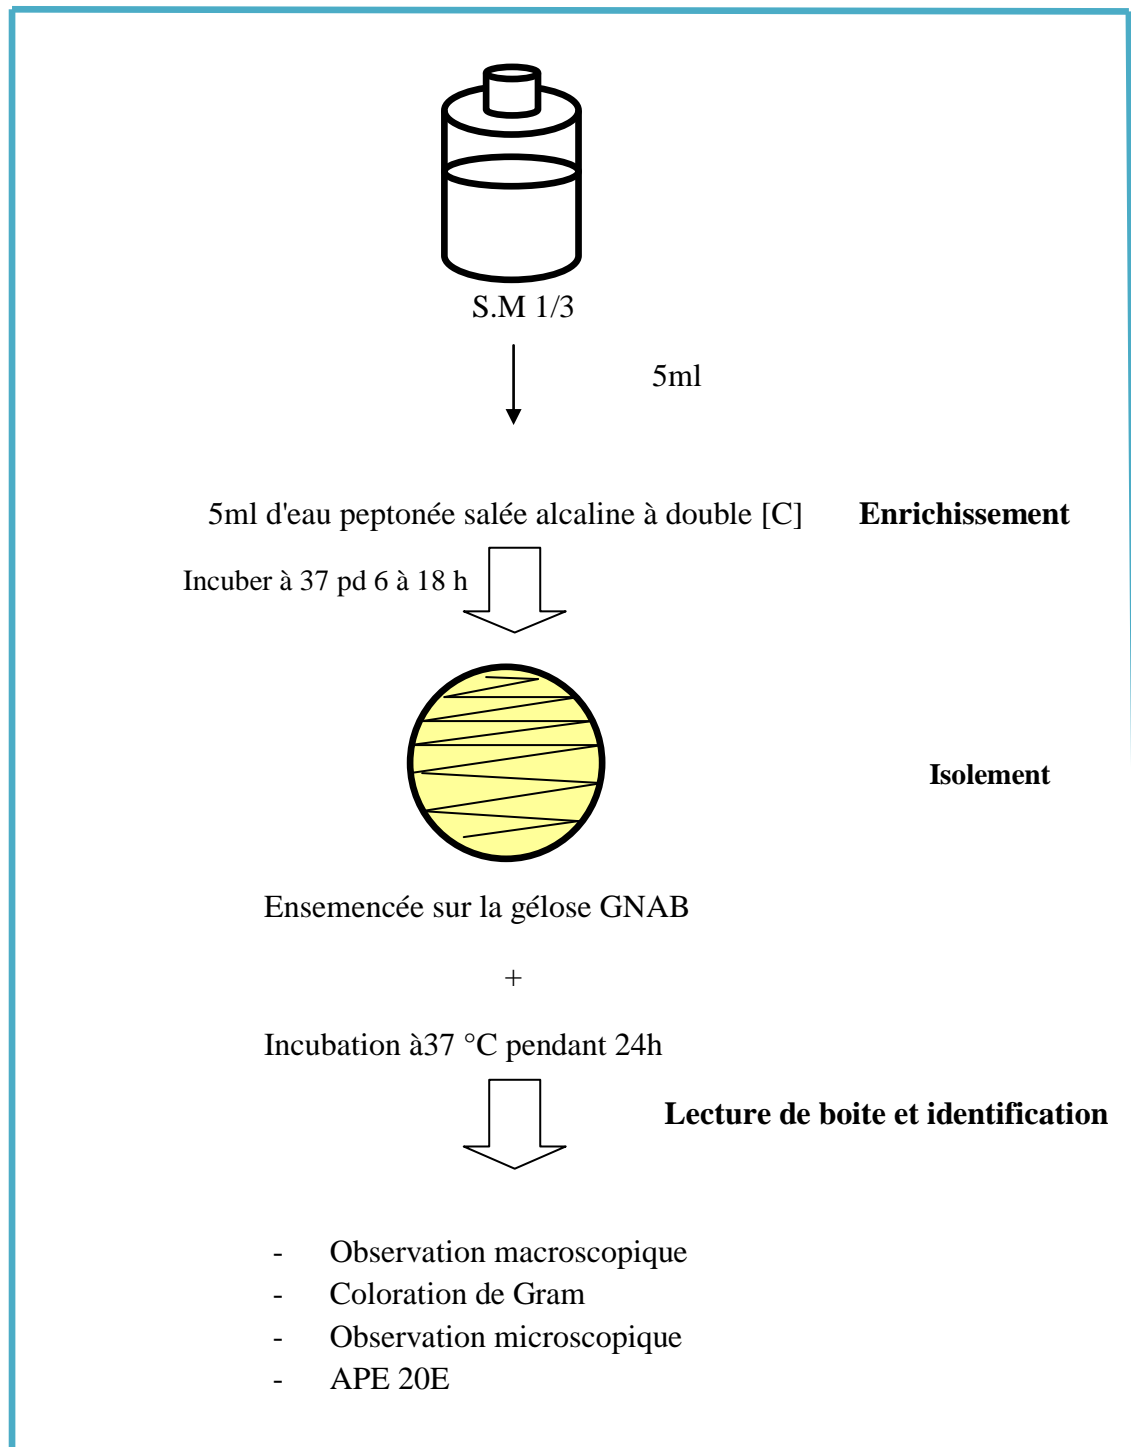 S.M 1/3
5ml
5ml d'eau peptonée salée alcaline à double [C] Enrichissement
Incuber à 37 pd 6 à 18 h
Isolement
Ensemencée sur la gélose GNAB
+
Incubation à37 °C pendant 24h
Lecture de boite et identification
- Observation macroscopique
- Coloration de Gram
- Observation microscopique
- APE 20E